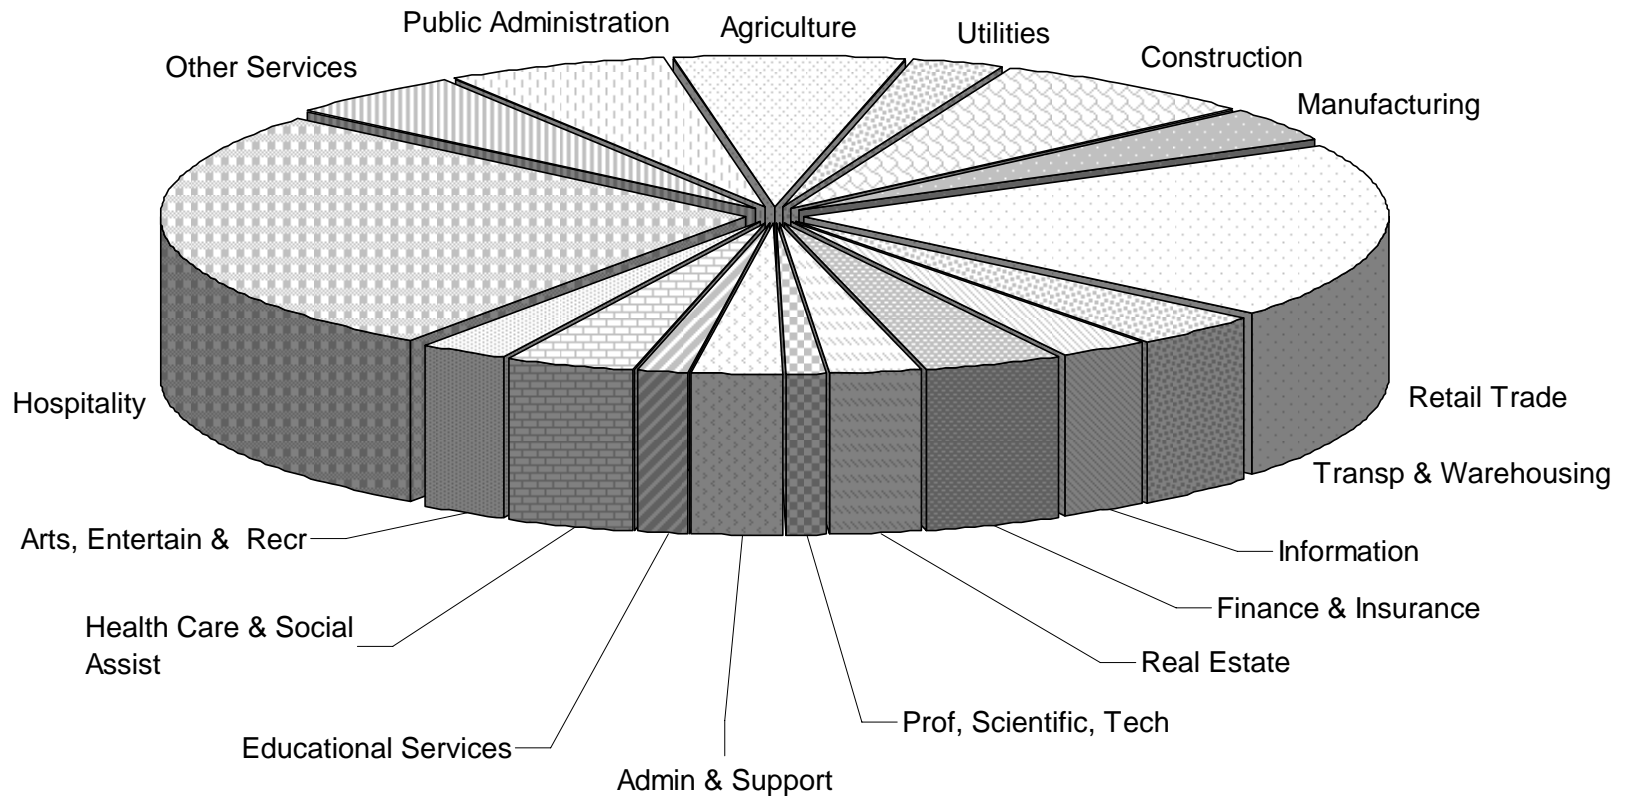 Public Administration
Agriculture
Utilities
Construction
Other Services
Manufacturing
Hospitality
Retail Trade
Transp & Warehousing
Arts, Entertain &  Recr
Information
Finance & Insurance
Health Care & Social
Assist
Real Estate
Prof, Scientific, Tech
Educational Services
Admin & Support